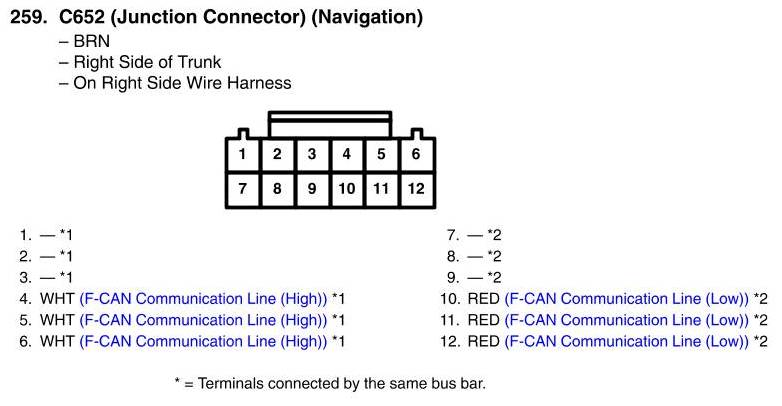 259. C652 (Junction Connector) (Navigation)
– BRN
– Right Side of Trunk
– On Right Side Wire Harness
1 2 3 4 5 6
7 8 9 10 11 12
1. — *1
2. — *1
3. — *1
4. WHT (F-CAN Communication Line (High)) *1
5. WHT (F-CAN Communication Line (High)) *1
6. WHT (F-CAN Communication Line (High)) *1
7. — *2
8. — *2
9. — *2
10. RED (F-CAN Communication Line (Low)) *2
11. RED (F-CAN Communication Line (Low)) *2
12. RED (F-CAN Communication Line (Low)) *2
* = Terminals connected by the same bus bar.